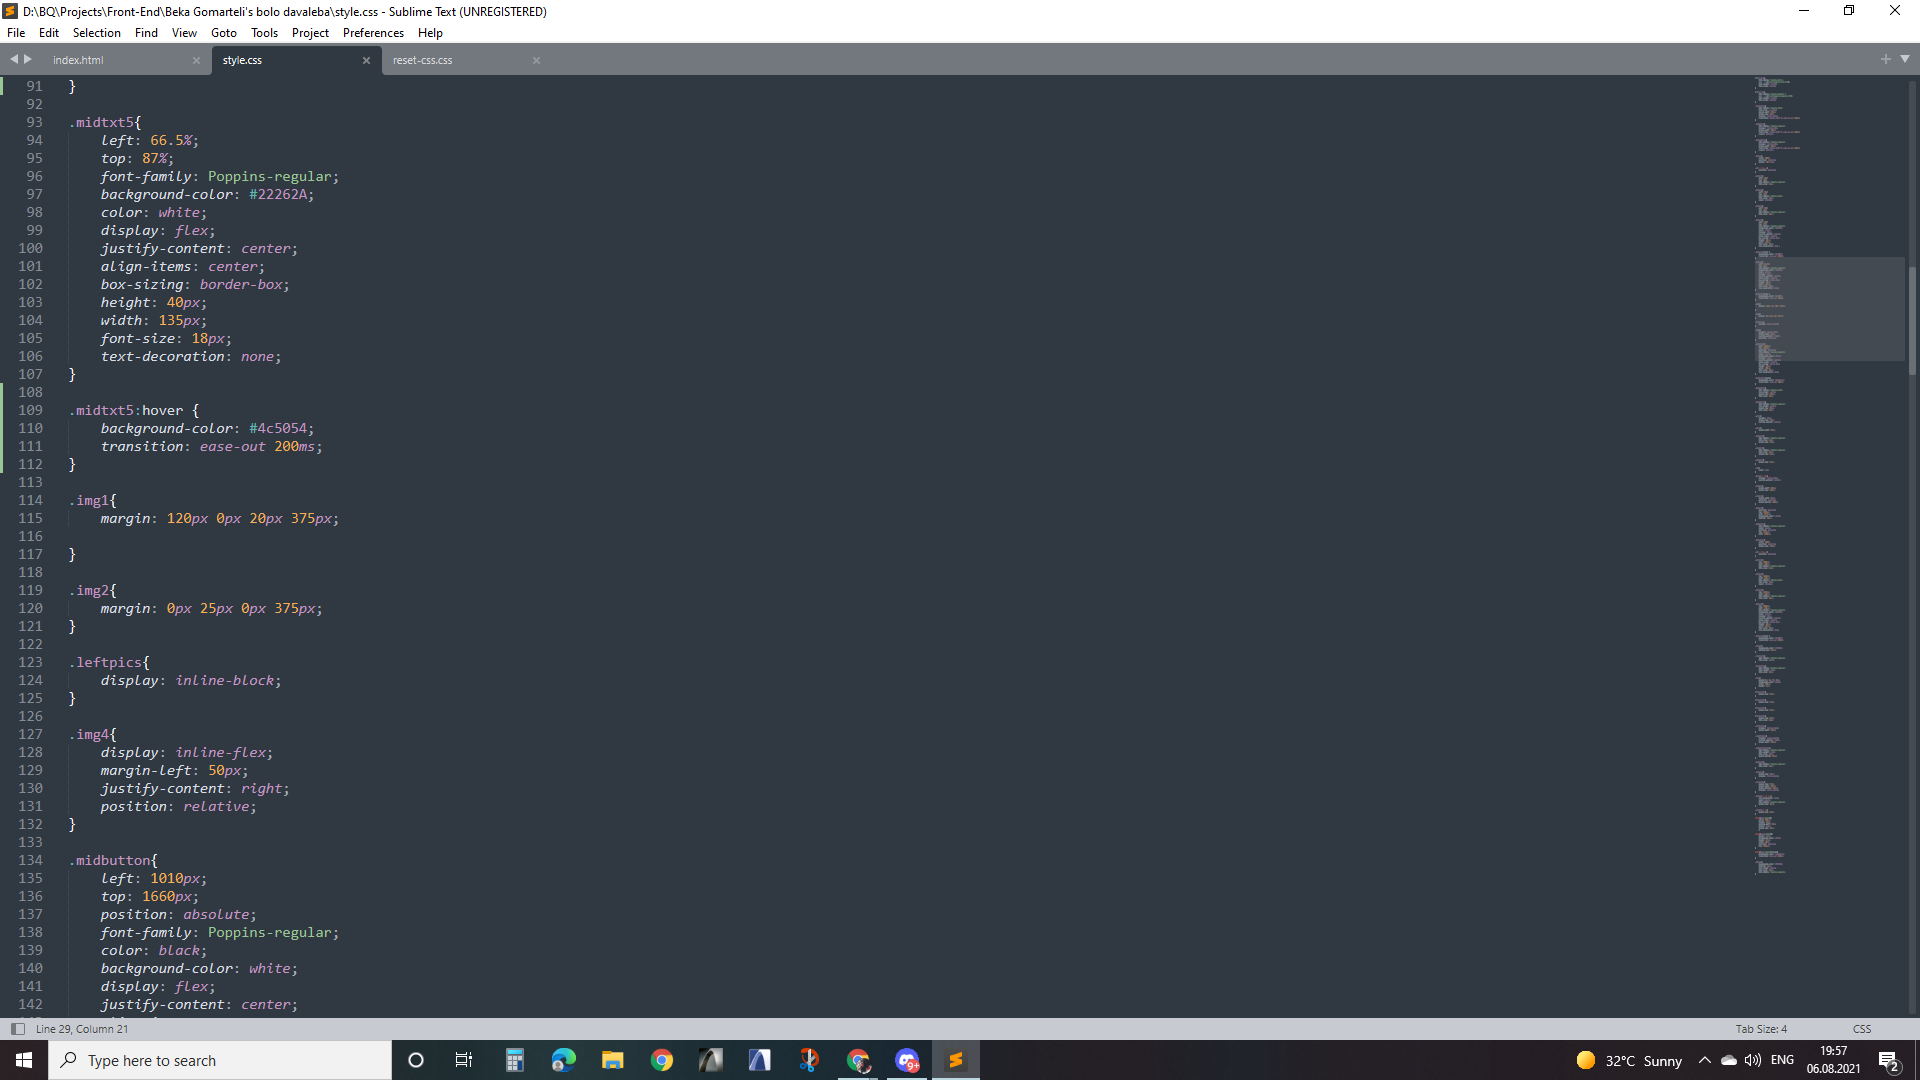 D:\BQ\Projects\Front-End\Beka Gomarteli's bolo davaleba\style.css - Sublime Text (UNREGISTERED)
File Edit Selection Find View Goto Tools Project Preferences Help
index.html style.css reset-css.css
91 }
92
93 .midtxt5{
94 left: 66.5%;
95 top: 87%;
96 font-family: Poppins-regular;
97 background-color: #22262A;
98 color: white;
99 display: flex;
100 justify-content: center;
101 align-items: center;
102 box-sizing: border-box;
103 height: 40px;
104 width: 135px;
105 font-size: 18px;
106 text-decoration: none;
107 }
108
109 .midtxt5:hover {
110 background-color: #4c5054;
111 transition: ease-out 200ms;
112 }
113
114 .img1{
115 margin: 120px 0px 20px 375px;
116
117 }
118
119 .img2{
120 margin: 0px 25px 0px 375px;
121 }
122
123 .leftpics{
124 display: inline-block;
125 }
126
127 .img4{
128 display: inline-flex;
129 margin-left: 50px;
130 justify-content: right;
131 position: relative;
132 }
133
134 .midbutton{
135 left: 1010px;
136 top: 1660px;
137 position: absolute;
138 font-family: Poppins-regular;
139 color: black;
140 background-color: white;
141 display: flex;
142 justify-content: center;
Line 29, Column 21 Tab Size: 4 CSS
Type here to search 9+ 32°C Sunny ENG 19:57
06.08.2021 2